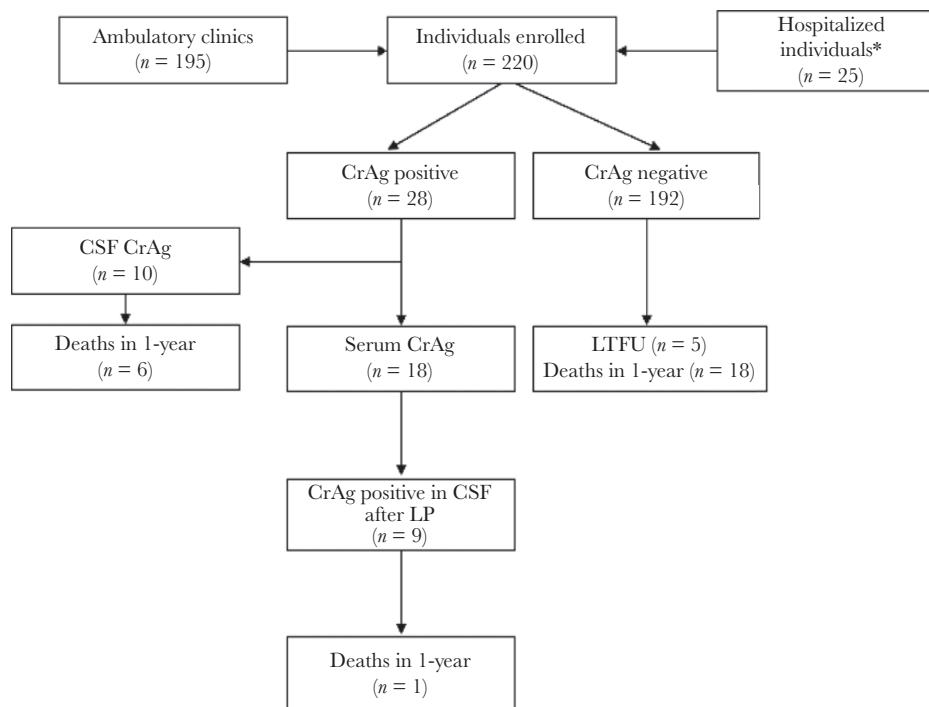 Ambulatory clinics
(n = 195)
Individuals enrolled
(n = 220)
Hospitalized
individuals*
(n = 25)
CrAg positive
(n = 28)
CrAg negative
(n = 192)
CSF CrAg
(n = 10)
Deaths in 1-year
(n = 6)
Serum CrAg
(n = 18)
LTFU (n = 5)
Deaths in 1-year (n = 18)
CrAg positive in CSF
after LP
(n = 9)
Deaths in 1-year
(n = 1)